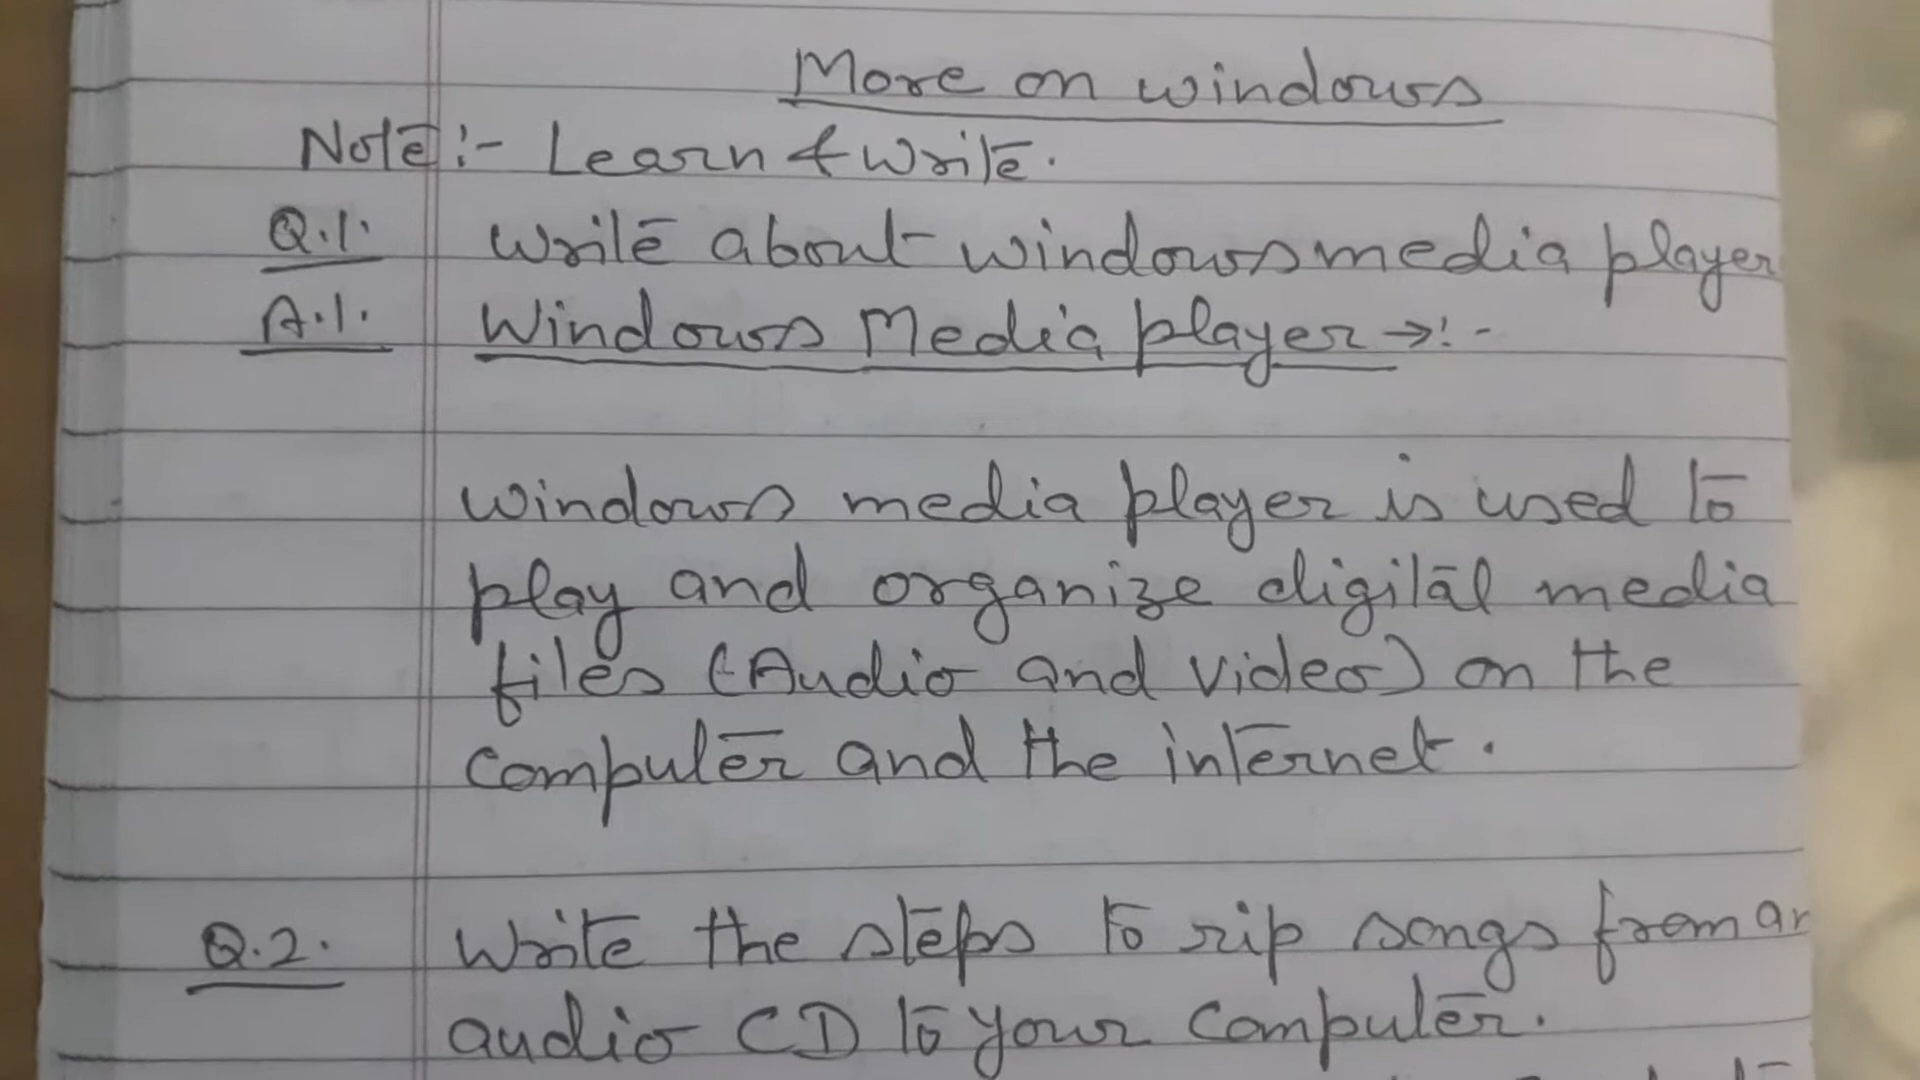 More on windows
Note:- Learn & write.
Q.1. Write about windows media player
A.1. Windows Media player →:-
windows media player is used to
play and organize digital media
files (Audio and video) on the
computer and the internet.
Q.2. Write the steps to rip songs from an
audio CD to your computer.